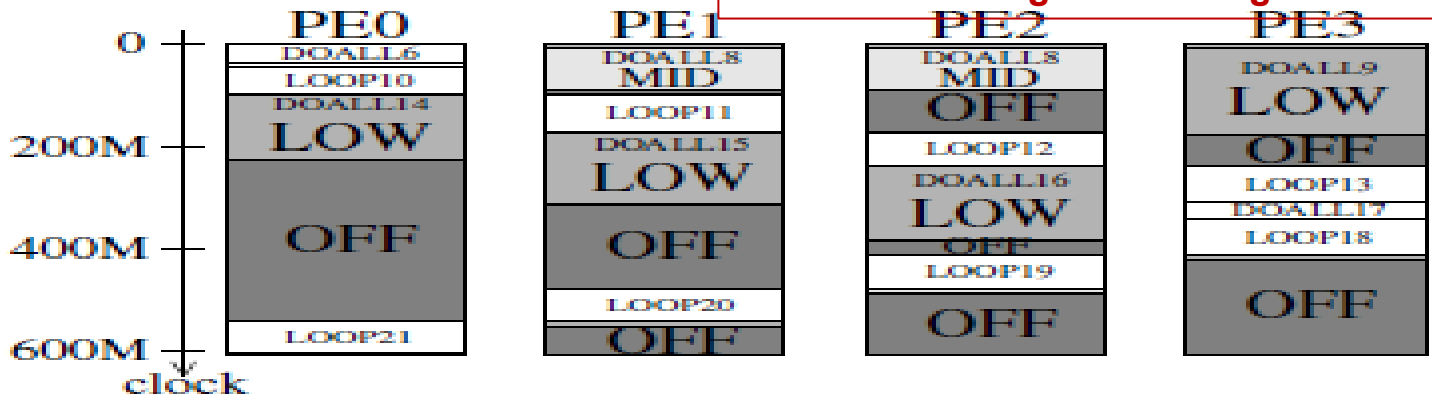 PE0
PE1
PE2
PE3
0
200M
400M
600M
clock
DOALL6
LOOP10
DOALL14
LOW
OFF
LOOP21
DOALL8
MID
LOOP11
DOALL15
LOW
OFF
LOOP20
OFF
DOALL8
MID
OFF
LOOP12
DOALL16
LOW
OFF
LOOP19
OFF
DOALL9
LOW
OFF
LOOP13
DOALL17
LOOP18
OFF